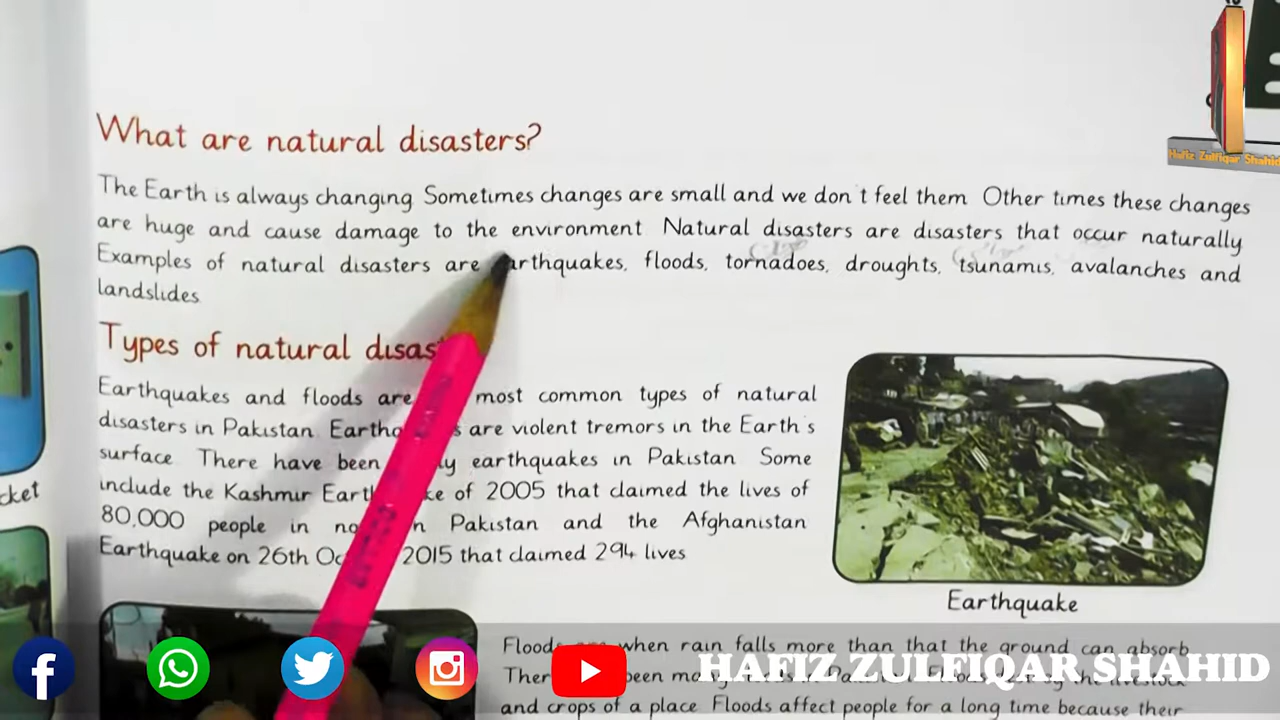 What are natural disasters?
The Earth is always changing Sometimes changes are small and we don't feel them Other times these changes
are huge and cause damage to the environment Natural disasters are disasters that occur naturally
Examples of natural disasters are earthquakes, floods, tornadoes, droughts, tsunamis, avalanches and
landslides
Types of natural disas
Earthquakes and floods are most common types of natural
disasters in Pakistan Earthq s are violent tremors in the Earth's
surface There have been y earthquakes in Pakistan Some
include the Kashmir Earth ke of 2005 that claimed the lives of
80,000 people in no n Pakistan and the Afghanistan
Earthquake on 26th Oc 2015 that claimed 294 lives
Earthquake
cket
Floods when rain falls more than that the ground can absorb
Ther been
and crops of a place Floods affect people for a long time because their
HAFIZ ZULFIQAR SHAHID
Hafiz Zulfiqar Shahid